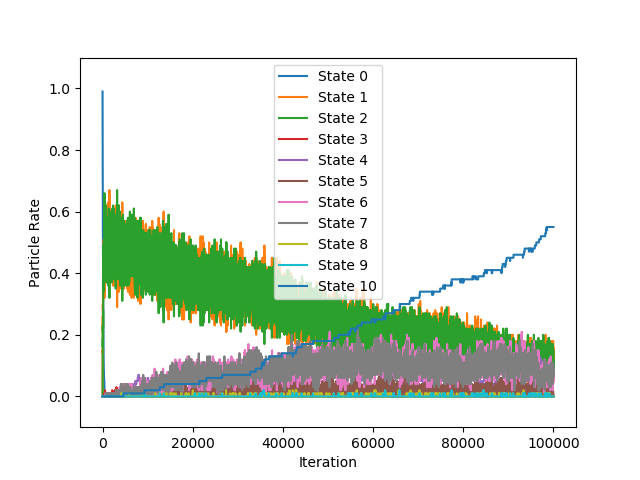 1.0
0.8
0.6
0.4
0.2
0.0
Particle Rate
State 0
State 1
State 2
State 3
State 4
State 5
State 6
State 7
State 8
State 9
State 10
0 20000 40000 60000 80000 100000
Iteration